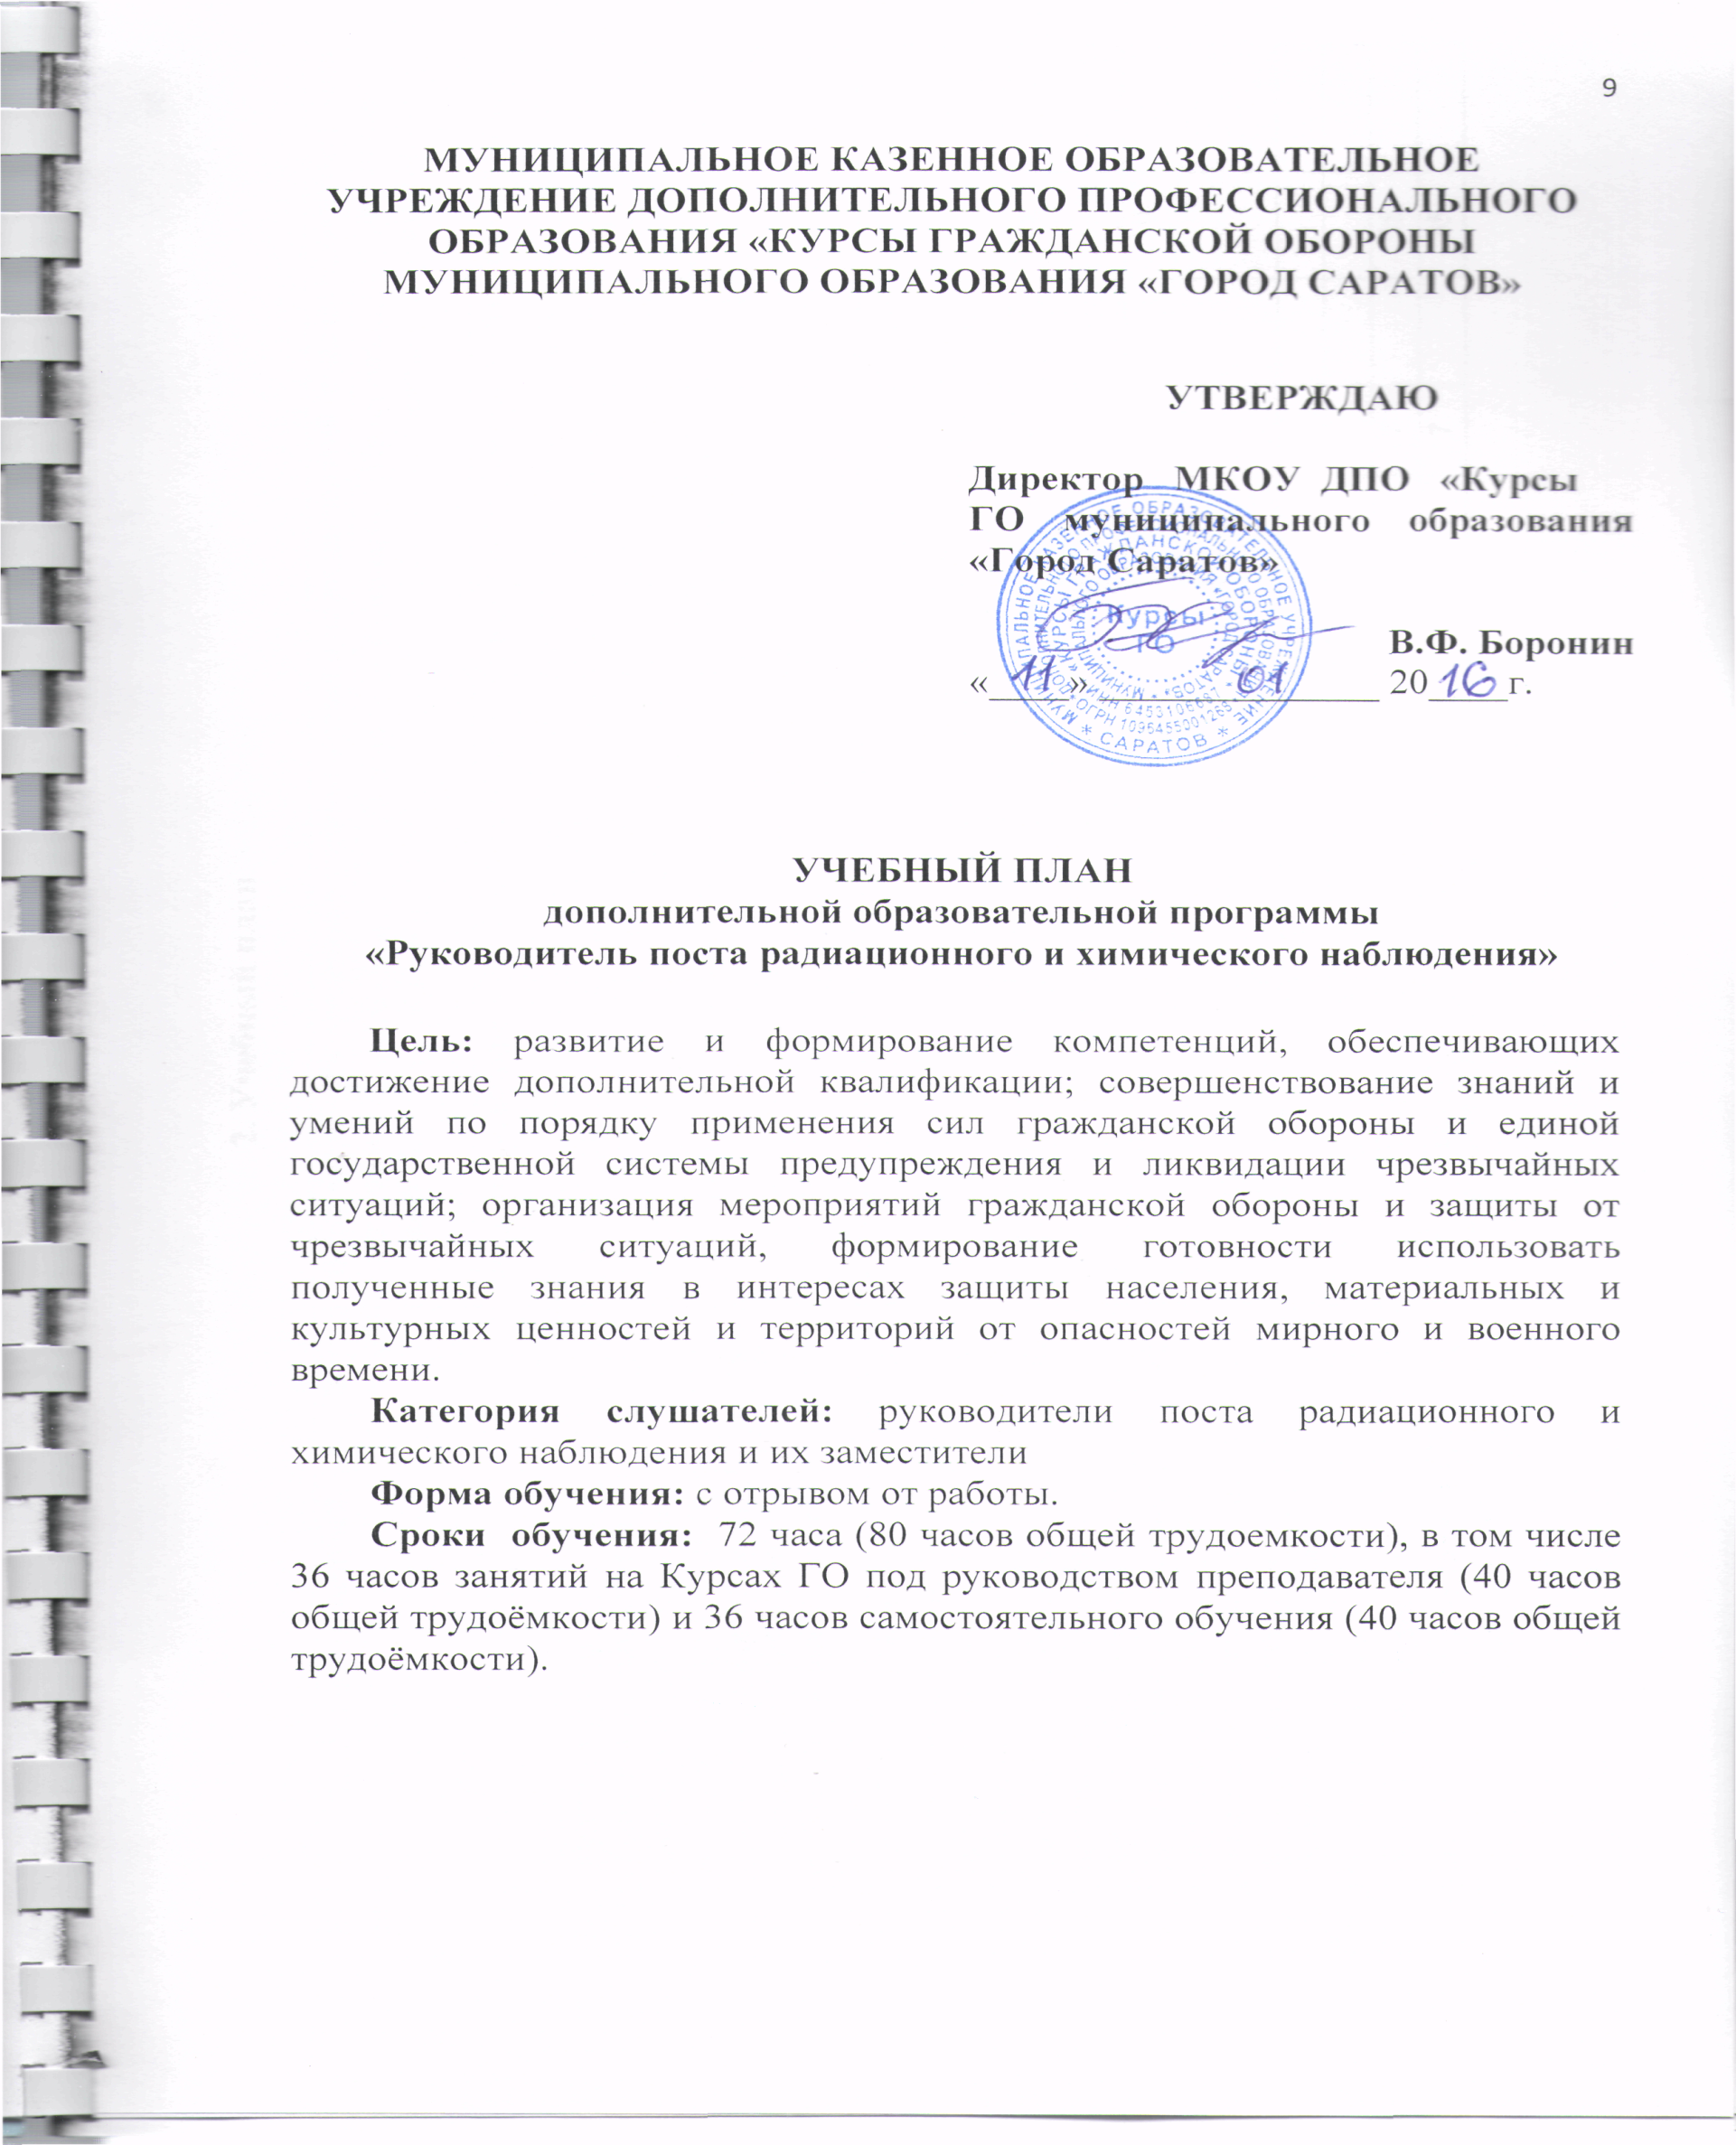 9
МУНИЦИПАЛЬНОЕ КАЗЕННОЕ ОБРАЗОВАТЕЛЬНОЕ
УЧРЕЖДЕНИЕ ДОПОЛНИТЕЛЬНОГО ПРОФЕССИОНАЛЬНОГО
ОБРАЗОВАНИЯ «КУРСЫ ГРАЖДАНСКОЙ ОБОРОНЫ
МУНИЦИПАЛЬНОГО ОБРАЗОВАНИЯ «ГОРОД САРАТОВ»
УТВЕРЖДАЮ
Директор МКОУ ДПО «Курсы
ГО муниципального образования
«Город Саратов»
Курсы
ГО
САРАТОВ
В.Ф. Боронин
«11» 01 2016 г.
УЧЕБНЫЙ ПЛАН
дополнительной образовательной программы
«Руководитель поста радиационного и химического наблюдения»
Цель: развитие и формирование компетенций, обеспечивающих
достижение дополнительной квалификации; совершенствование знаний и
умений по порядку применения сил гражданской обороны и единой
государственной системы предупреждения и ликвидации чрезвычайных
ситуаций; организация мероприятий гражданской обороны и защиты от
чрезвычайных ситуаций, формирование готовности использовать
полученные знания в интересах защиты населения, материальных и
культурных ценностей и территорий от опасностей мирного и военного
времени.
Категория слушателей: руководители поста радиационного и
химического наблюдения и их заместители
Форма обучения: с отрывом от работы.
Сроки обучения: 72 часа (80 часов общей трудоемкости), в том числе
36 часов занятий на Курсах ГО под руководством преподавателя (40 часов
общей трудоёмкости) и 36 часов самостоятельного обучения (40 часов общей
трудоёмкости).